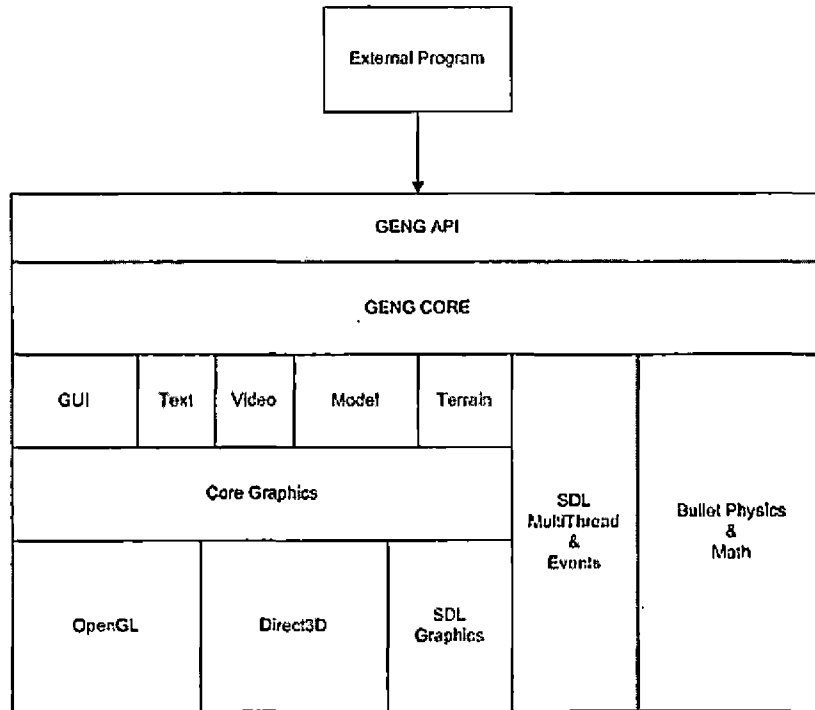 External Program
GENG API
GENG CORE
GUI
Text
Video
Model
Terrain
Core Graphics
SDL
MultiThread
&
Events
Bullet Physics
&
Math
OpenGL
Direct3D
SDL
Graphics